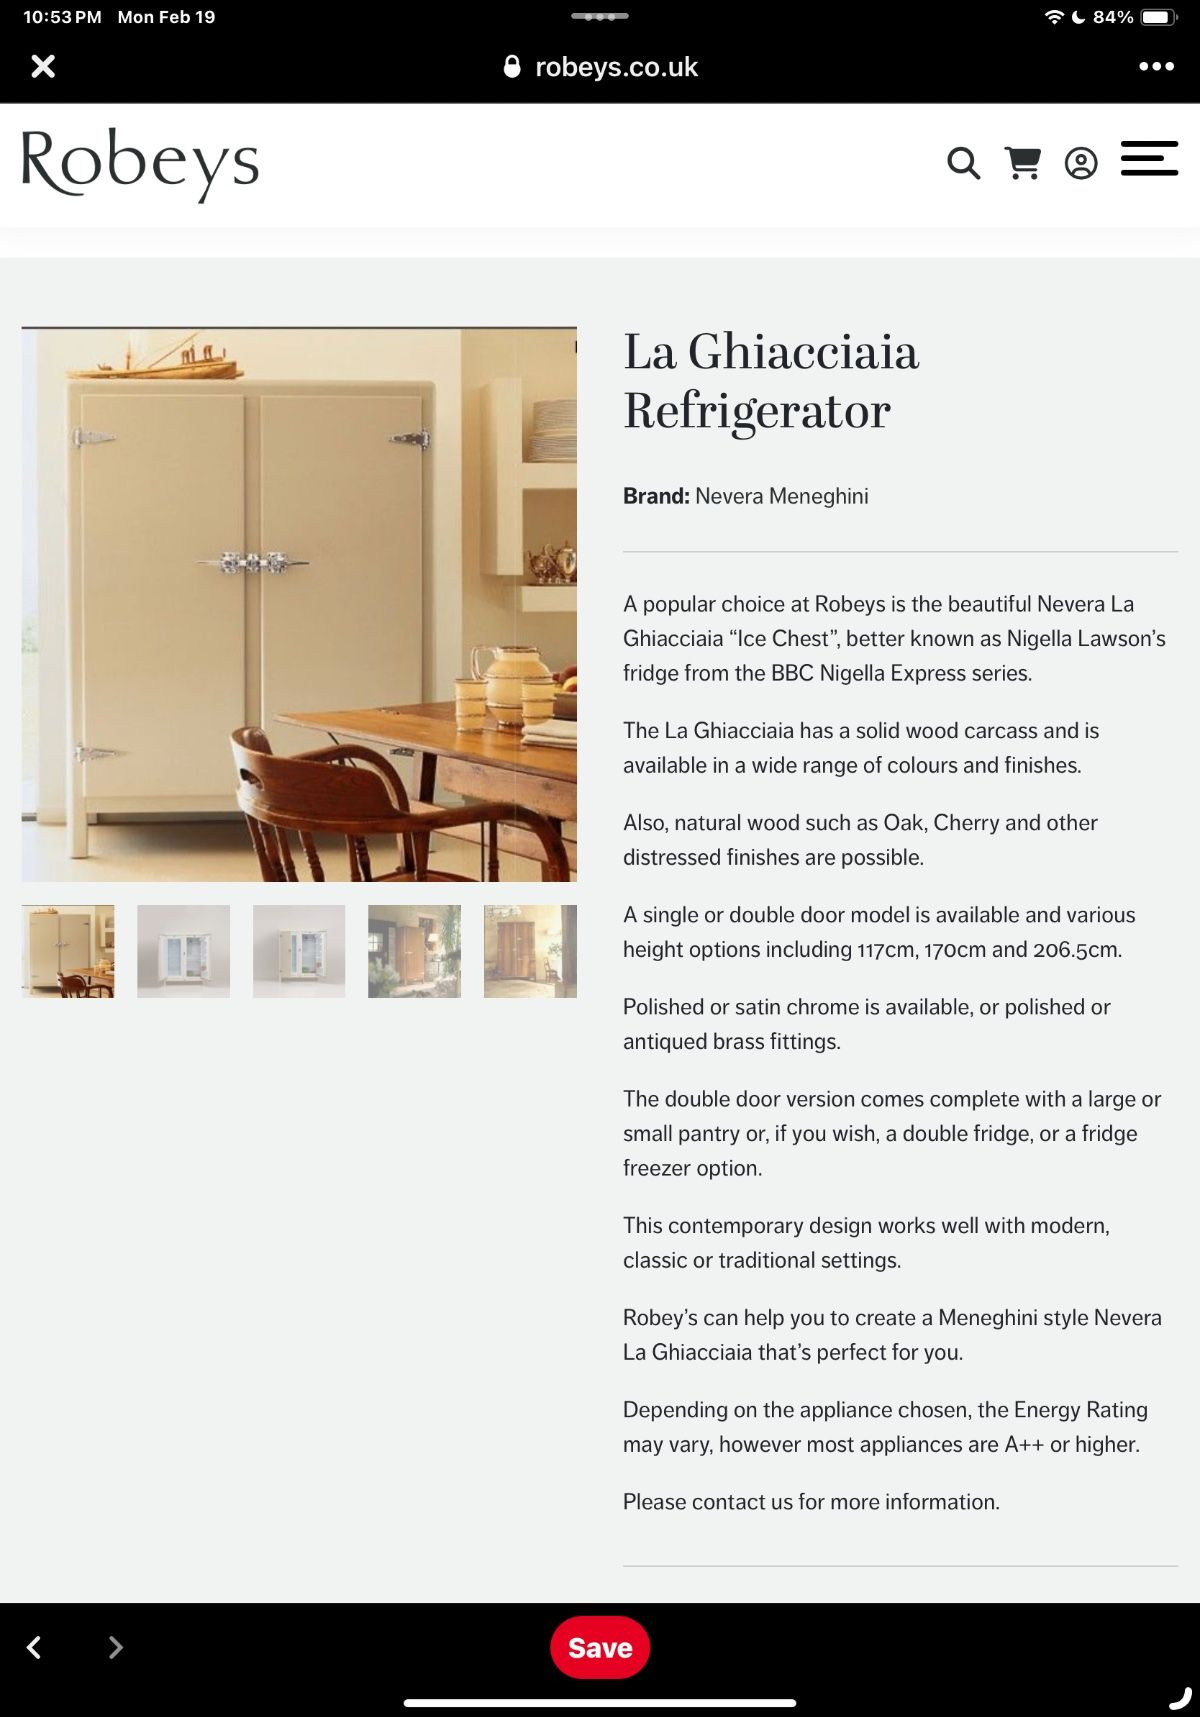 10:53 PM Mon Feb 19
84%
robeys.co.uk
Robeys
La Ghiacciaia
Refrigerator
Brand: Nevera Meneghini
A popular choice at Robeys is the beautiful Nevera La
Ghiacciaia “Ice Chest”, better known as Nigella Lawson’s
fridge from the BBC Nigella Express series.
The La Ghiacciaia has a solid wood carcass and is
available in a wide range of colours and finishes.
Also, natural wood such as Oak, Cherry and other
distressed finishes are possible.
A single or double door model is available and various
height options including 117cm, 170cm and 206.5cm.
Polished or satin chrome is available, or polished or
antiqued brass fittings.
The double door version comes complete with a large or
small pantry or, if you wish, a double fridge, or a fridge
freezer option.
This contemporary design works well with modern,
classic or traditional settings.
Robey’s can help you to create a Meneghini style Nevera
La Ghiacciaia that’s perfect for you.
Depending on the appliance chosen, the Energy Rating
may vary, however most appliances are A++ or higher.
Please contact us for more information.
Save